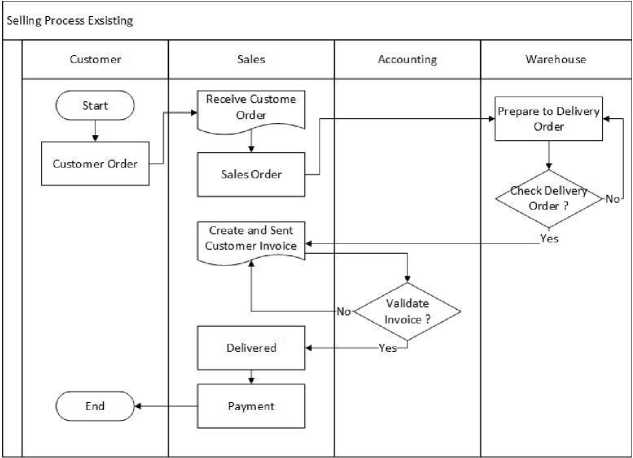 Selling Process Exsisting
Customer
Sales
Accounting
Warehouse
Start
Customer Order
Receive Custome
Order
Sales Order
Prepare to Delivery
Order
Check Delivery
Order ?
No
Yes
Create and Sent
Customer Invoice
Validate
Invoice ?
No
Yes
Delivered
Payment
End